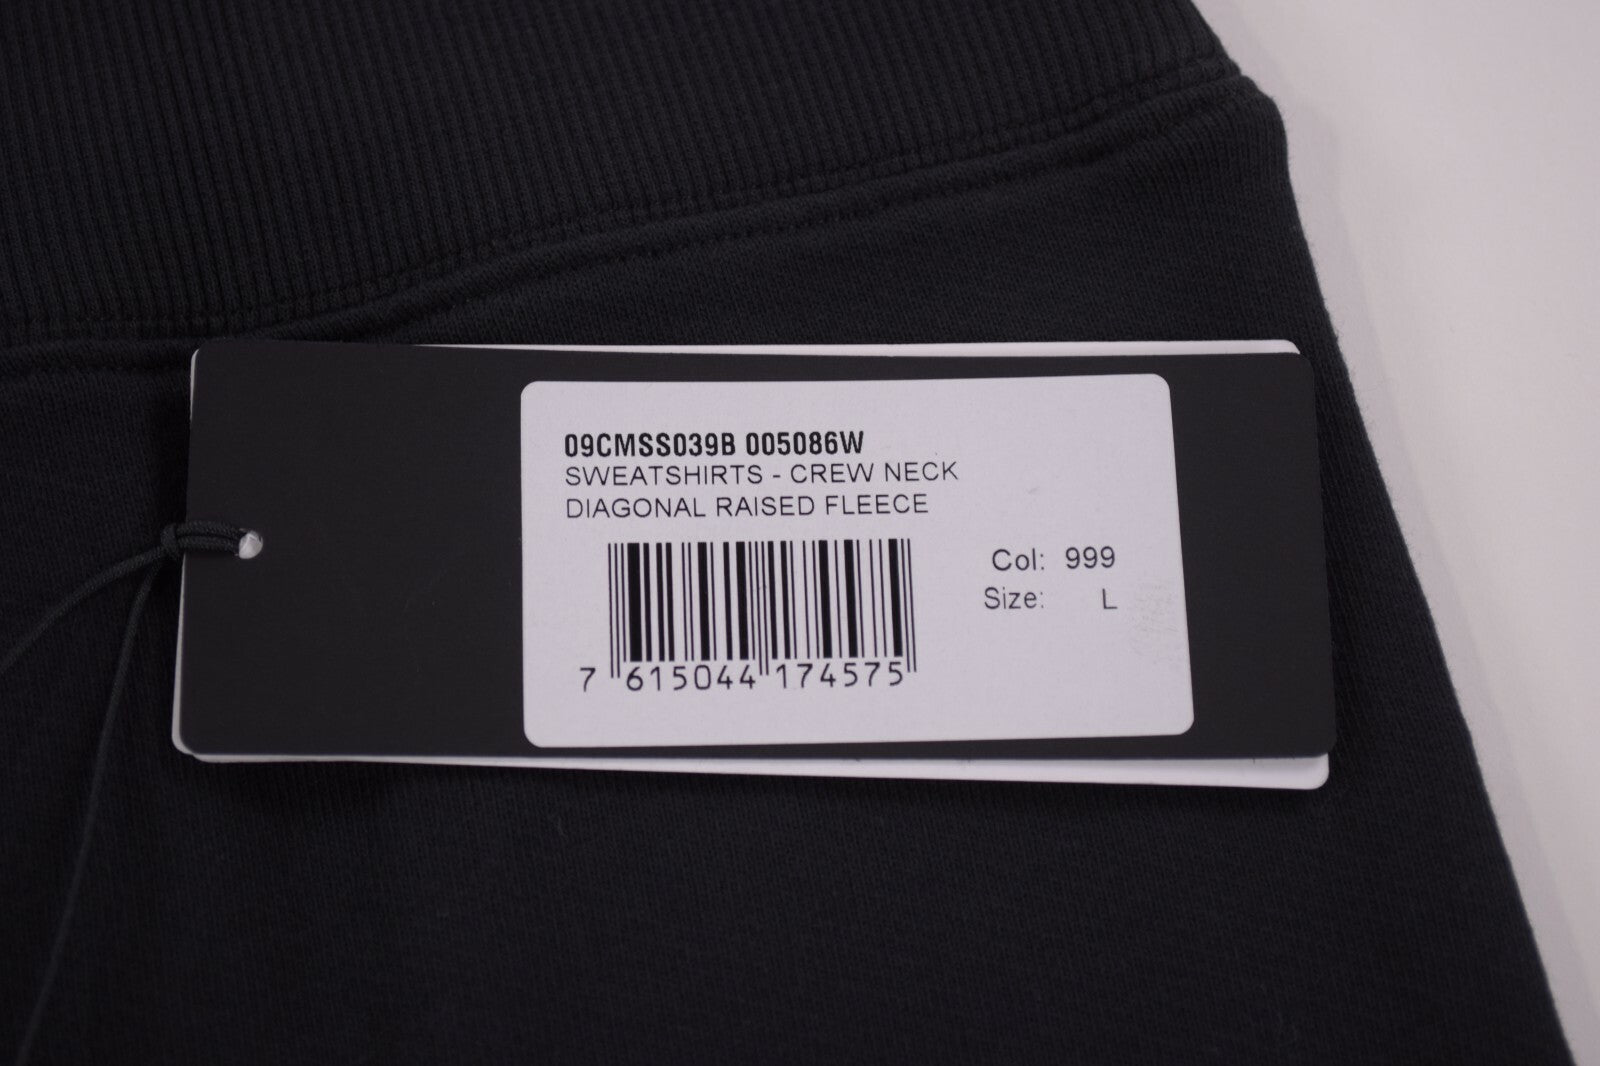 09CMSS039B 005086W
SWEATSHIRTS - CREW NECK
DIAGONAL RAISED FLEECE
Col: 999
Size: L
7 615044 174575